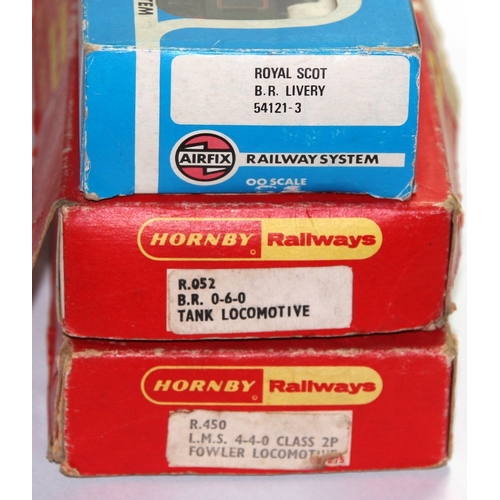 ROYAL SCOT
B.R. LIVERY
54121-3
AIRFIX RAILWAY SYSTEM
OO SCALE
HORNBY Railways
R.052
B.R. 0-6-0
TANK LOCOMOTIVE
HORNBY Railways
R.450
L.M.S. 4-4-0 CLASS 2P
FOWLER LOCOMOTIVE